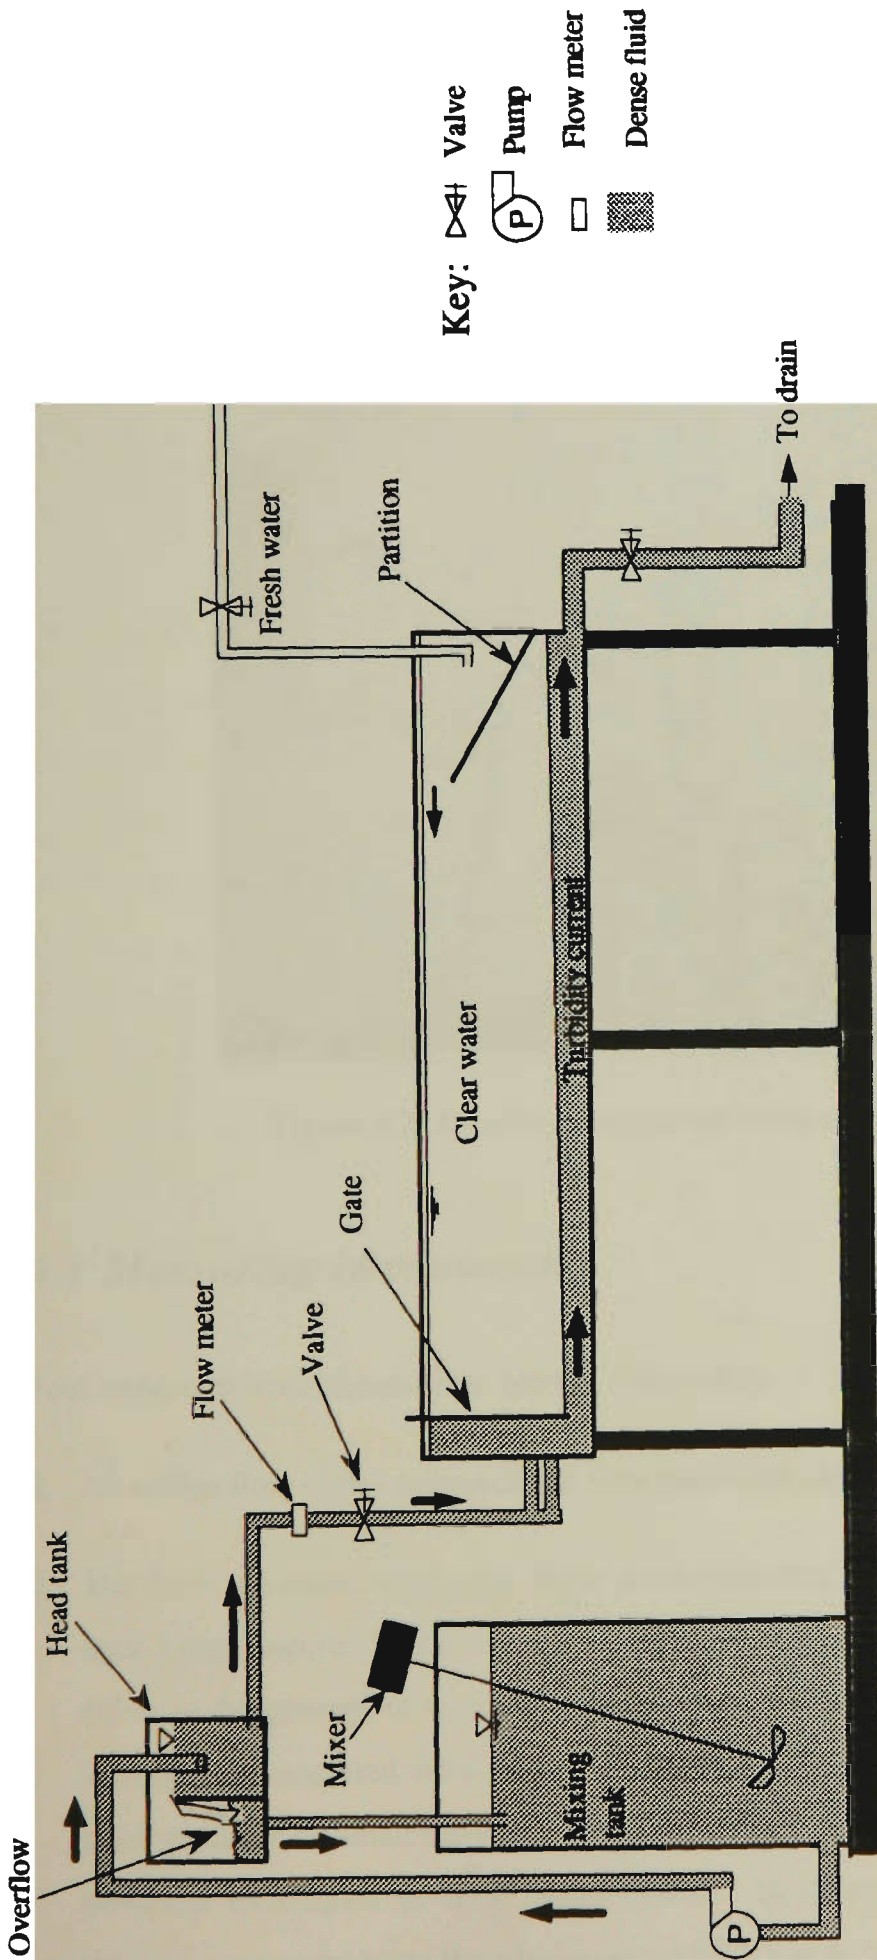 Overflow
Head tank
Flow meter
Valve
Gate
Mixer
Mixing
tank
P
Clear water
Turbidity current
Fresh water
Partition
To drain
Key:
Valve
P
Pump
Flow meter
Dense fluid